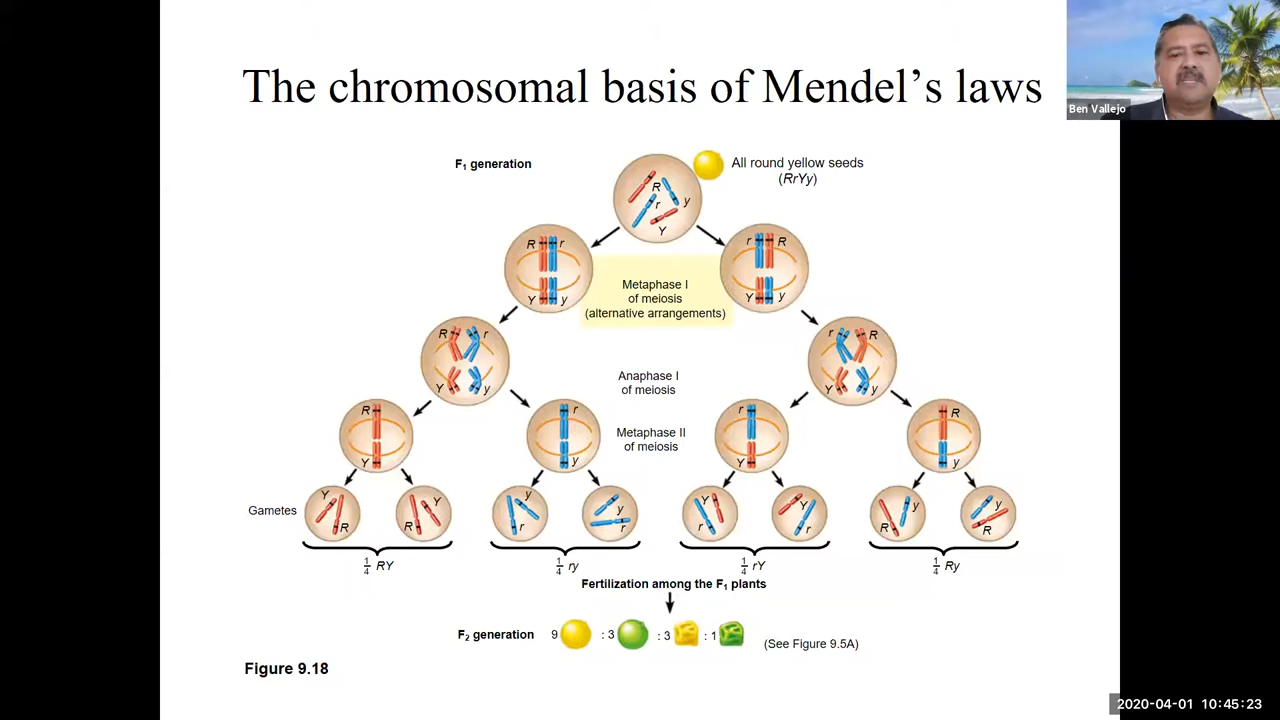 The chromosomal basis of Mendel's laws
Ben Vallejo
F1 generation
All round yellow seeds
(RrYy)
R
r
y
Y
R r
r R
Metaphase I
of meiosis
(alternative arrangements)
Y y
Y y
R r
r R
Anaphase I
of meiosis
Y y
Y y
R
r
r
R
Metaphase II
of meiosis
Y
y
Y
y
Gametes
Y
R
Y
R
y
r
y
r
Y
r
Y
r
y
R
y
R
1/4 RY
1/4 ry
1/4 rY
1/4 Ry
Fertilization among the F1 plants
F2 generation 9 : 3 : 3 : 1 (See Figure 9.5A)
Figure 9.18
2020-04-01 10:45:23